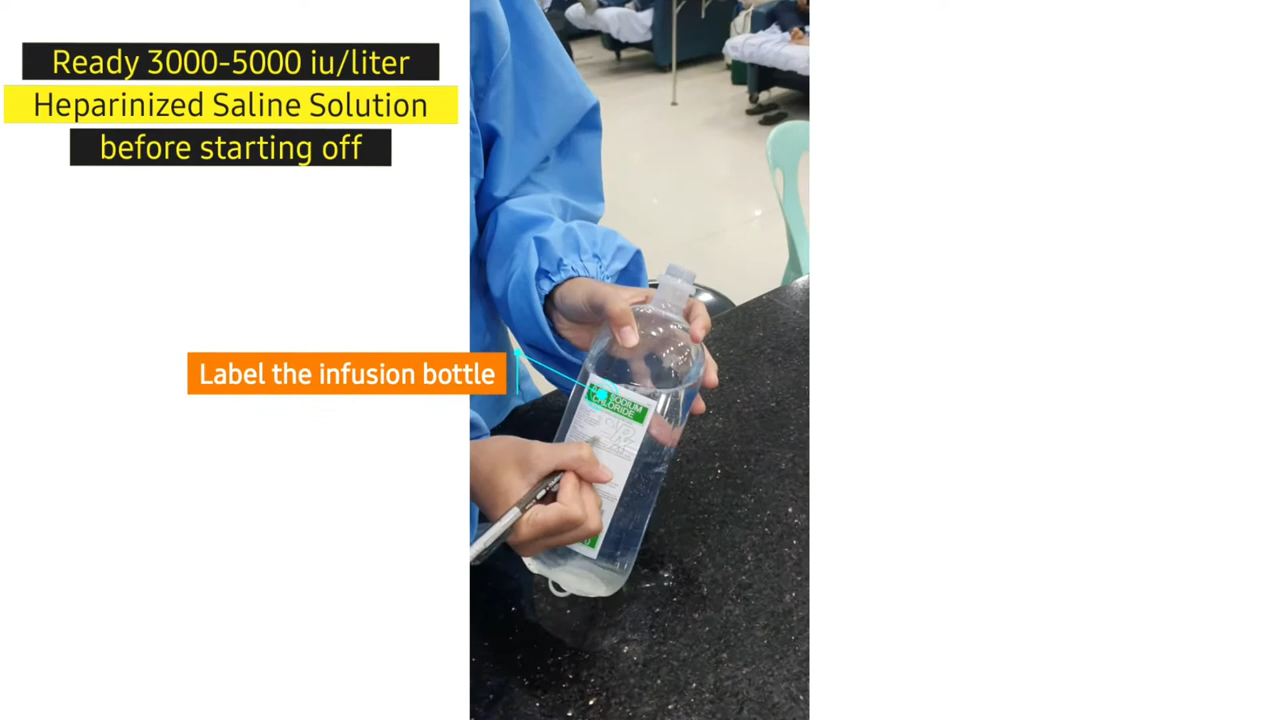 Ready 3000-5000 iu/liter
Heparinized Saline Solution
before starting off
Label the infusion bottle
SODIUM
CHLORIDE